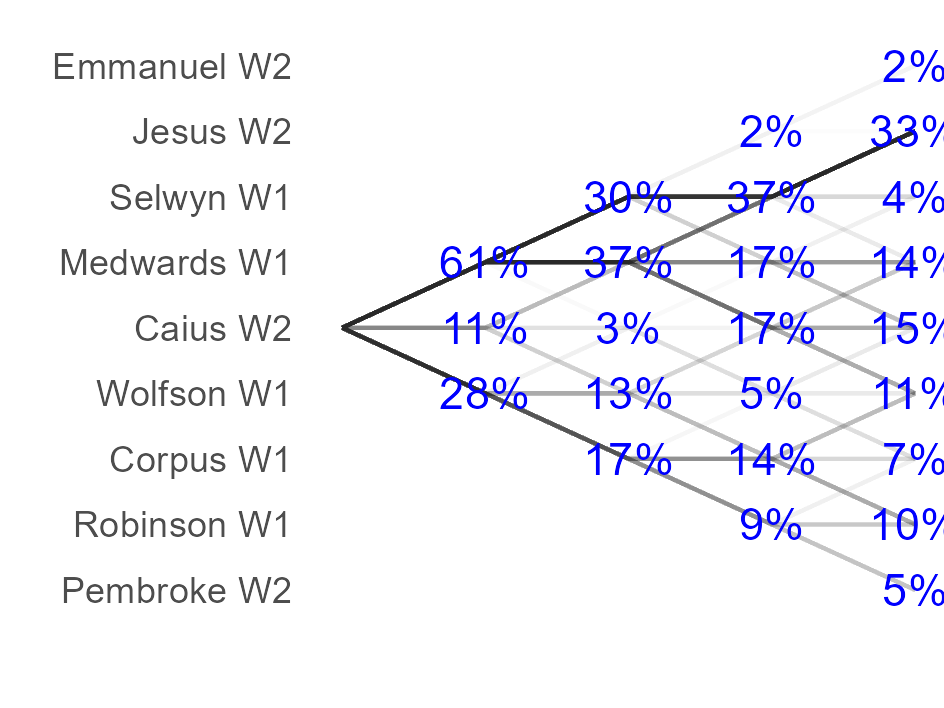 Emmanuel W2 2%
Jesus W2 2% 33%
Selwyn W1 30% 37% 4%
Medwards W1 61% 37% 17% 14%
Caius W2 11% 3% 17% 15%
Wolfson W1 28% 13% 5% 11%
Corpus W1 17% 14% 7%
Robinson W1 9% 10%
Pembroke W2 5%